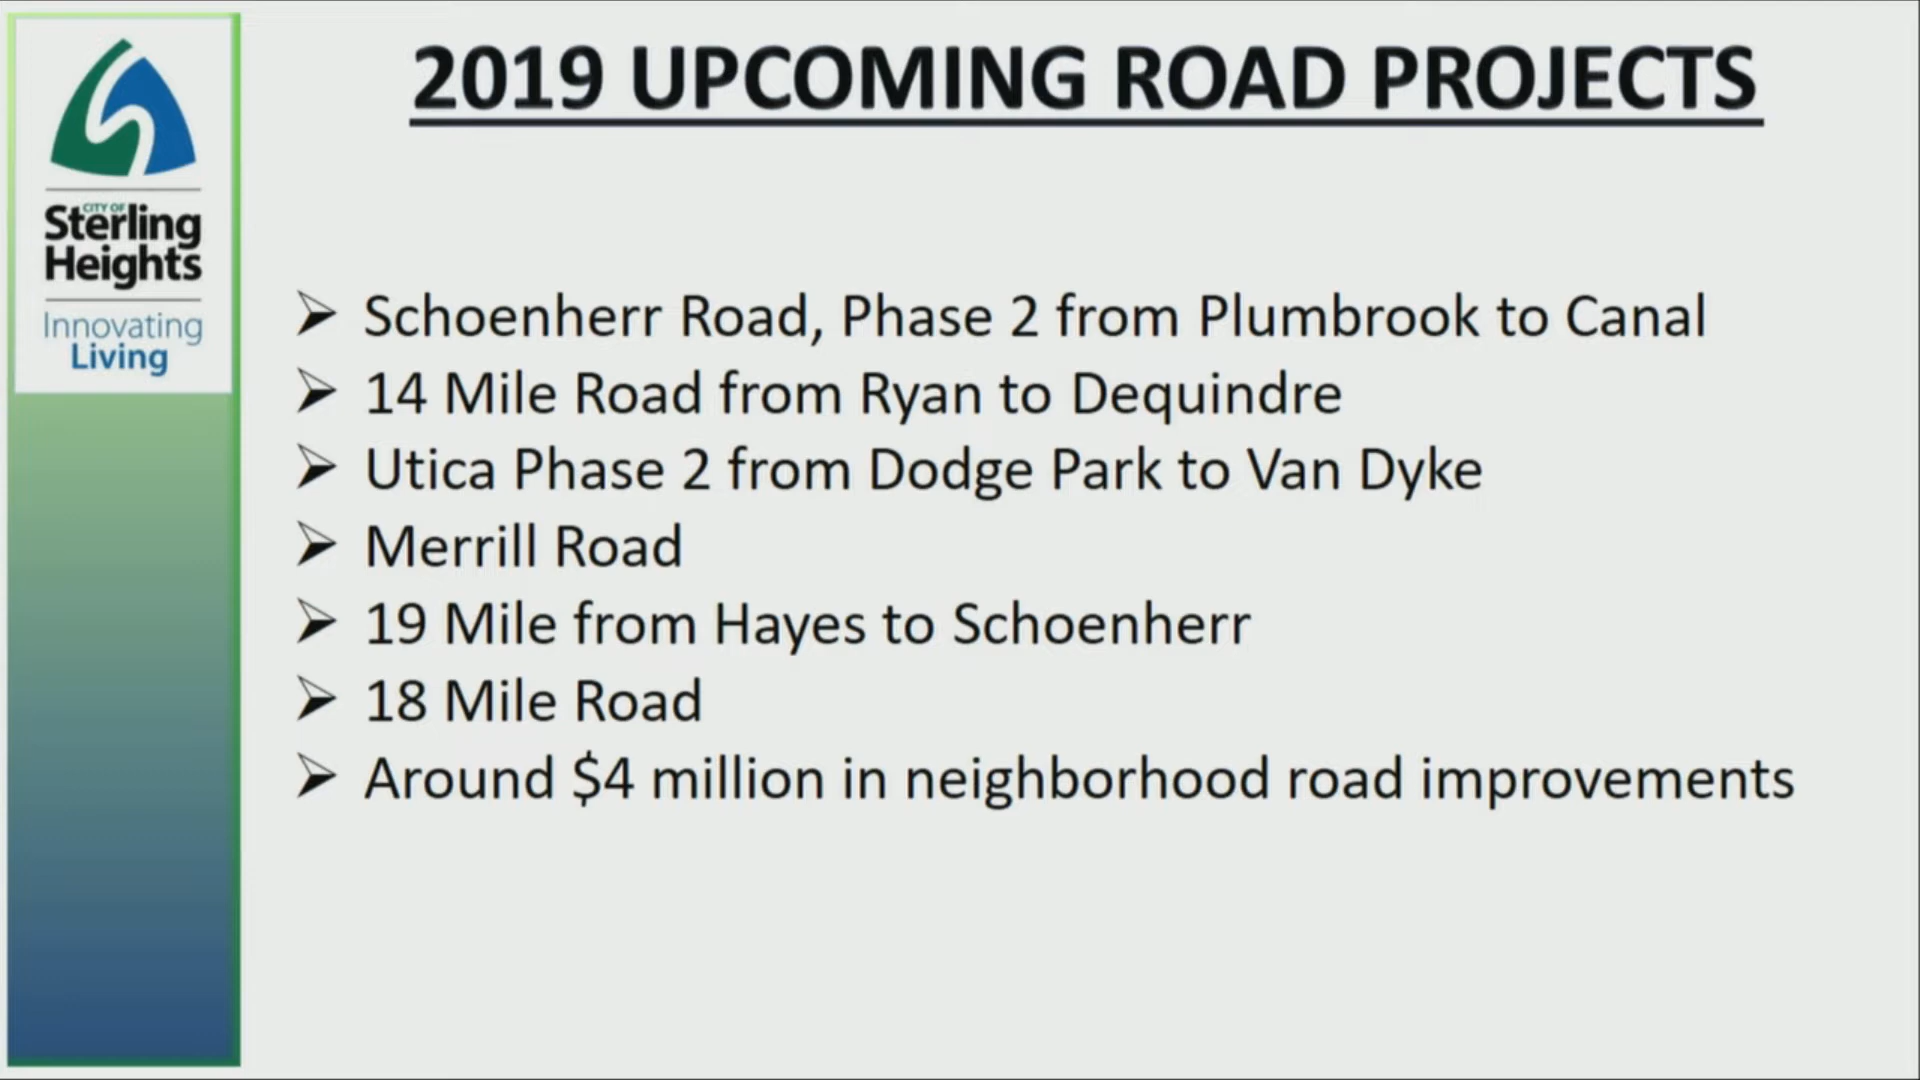 2019 UPCOMING ROAD PROJECTS
CITY OF
Sterling
Heights
Innovating
Living
Schoenherr Road, Phase 2 from Plumbrook to Canal
14 Mile Road from Ryan to Dequindre
Utica Phase 2 from Dodge Park to Van Dyke
Merrill Road
19 Mile from Hayes to Schoenherr
18 Mile Road
Around $4 million in neighborhood road improvements